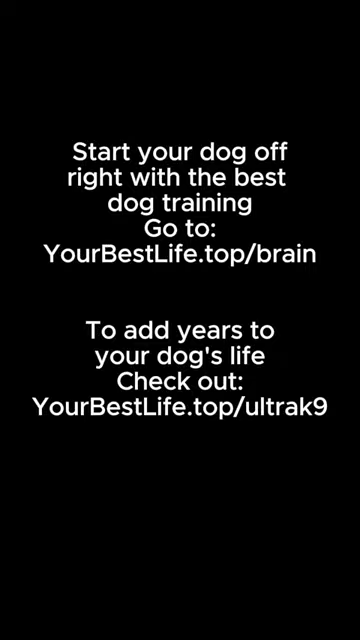 Start your dog off
right with the best
dog training
Go to:
YourBestLife.top/brain
To add years to
your dog's life
Check out:
YourBestLife.top/ultrak9